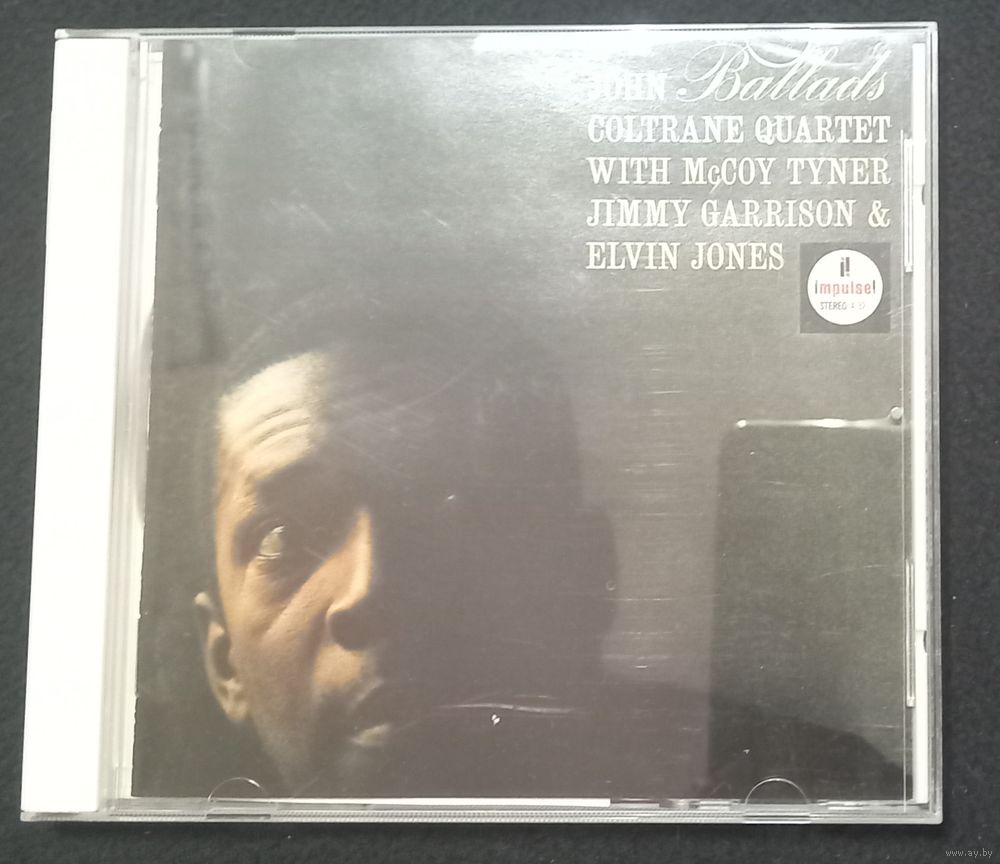 JOHN Ballads
COLTRANE QUARTET
WITH McCOY TYNER
JIMMY GARRISON &
ELVIN JONES
impulse!
STEREO
www.ay.by